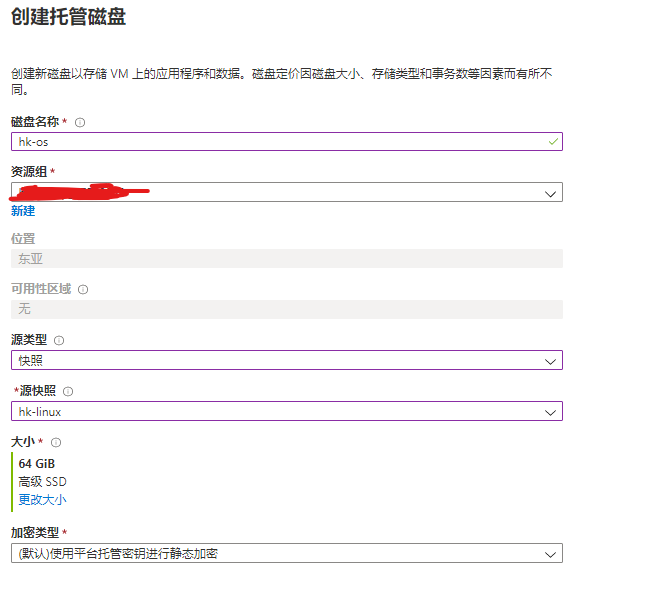 创建托管磁盘
创建新磁盘以存储 VM 上的应用程序和数据。磁盘定价因磁盘大小、存储类型和事务数等因素而有所不
同。
磁盘名称 *
hk-os
资源组 *
新建
位置
东亚
可用性区域
无
源类型
快照
*源快照
hk-linux
大小 *
64 GiB
高级 SSD
更改大小
加密类型 *
(默认)使用平台托管密钥进行静态加密